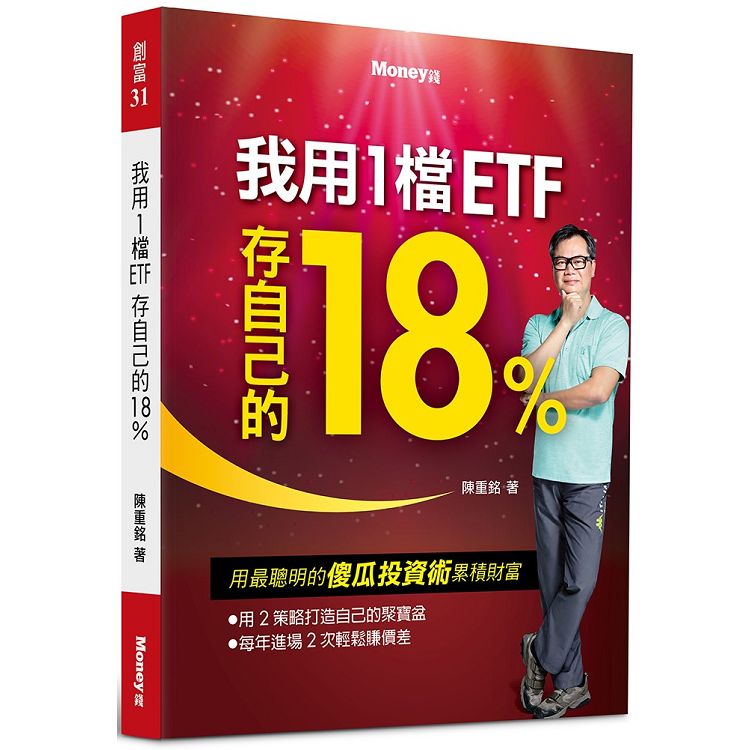 創富
31
我用1檔ETF存自己的18%
陳重銘 著
Money錢
Money錢
我用1檔ETF
存自己的
18%
陳重銘 著
用最聰明的傻瓜投資術累積財富
●用2策略打造自己的聚寶盆
●每年進場2次輕鬆賺價差